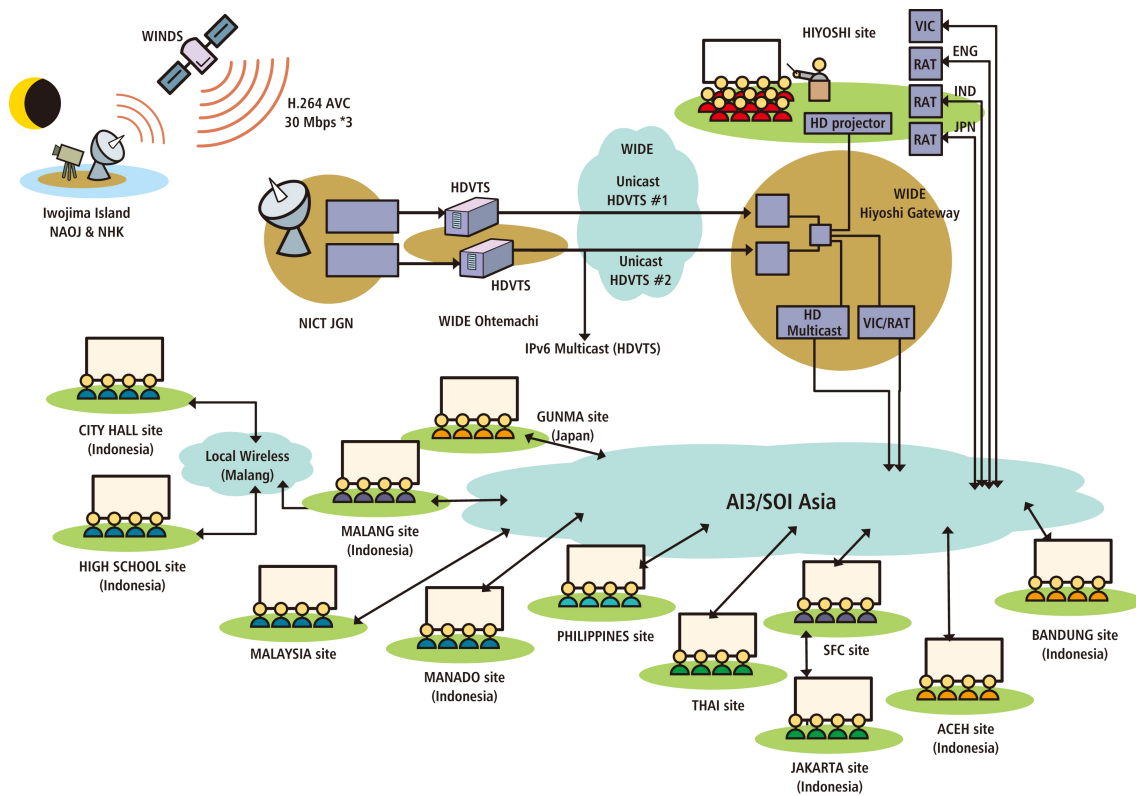 WINDS
H.264 AVC
30 Mbps *3
Iwojima Island
NAOJ & NHK
HIYOSHI site
VIC
RAT
ENG
RAT
IND
RAT
JPN
HD projector
WIDE
Unicast
HDVTS #1
Unicast
HDVTS #2
HDVTS
HDVTS
NICT JGN
WIDE Ohtemachi
IPv6 Multicast (HDVTS)
WIDE
Hiyoshi Gateway
HD
Multicast
VIC/RAT
CITY HALL site
(Indonesia)
Local Wireless
(Malang)
HIGH SCHOOL site
(Indonesia)
GUNMA site
(Japan)
MALANG site
(Indonesia)
AI3/SOI Asia
MALAYSIA site
MANADO site
(Indonesia)
PHILIPPINES site
THAI site
SFC site
JAKARTA site
(Indonesia)
ACEH site
(Indonesia)
BANDUNG site
(Indonesia)